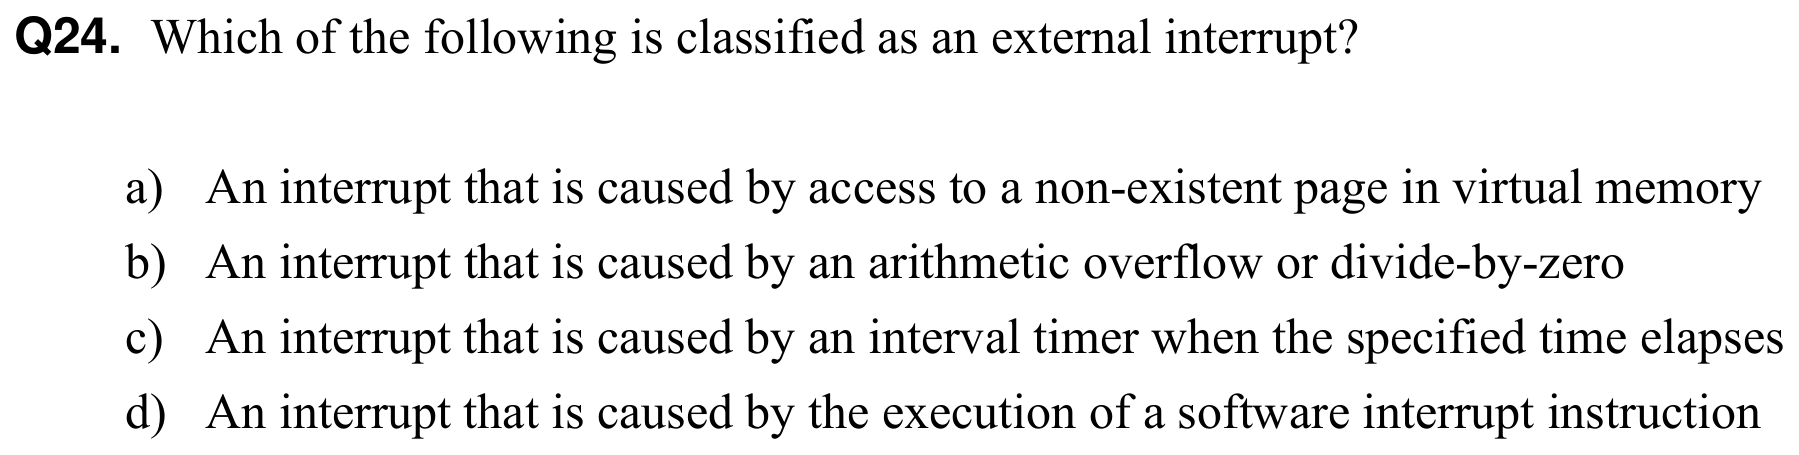 Q24. Which of the following is classified as an external interrupt?
a) An interrupt that is caused by access to a non-existent page in virtual memory
b) An interrupt that is caused by an arithmetic overflow or divide-by-zero
c) An interrupt that is caused by an interval timer when the specified time elapses
d) An interrupt that is caused by the execution of a software interrupt instruction